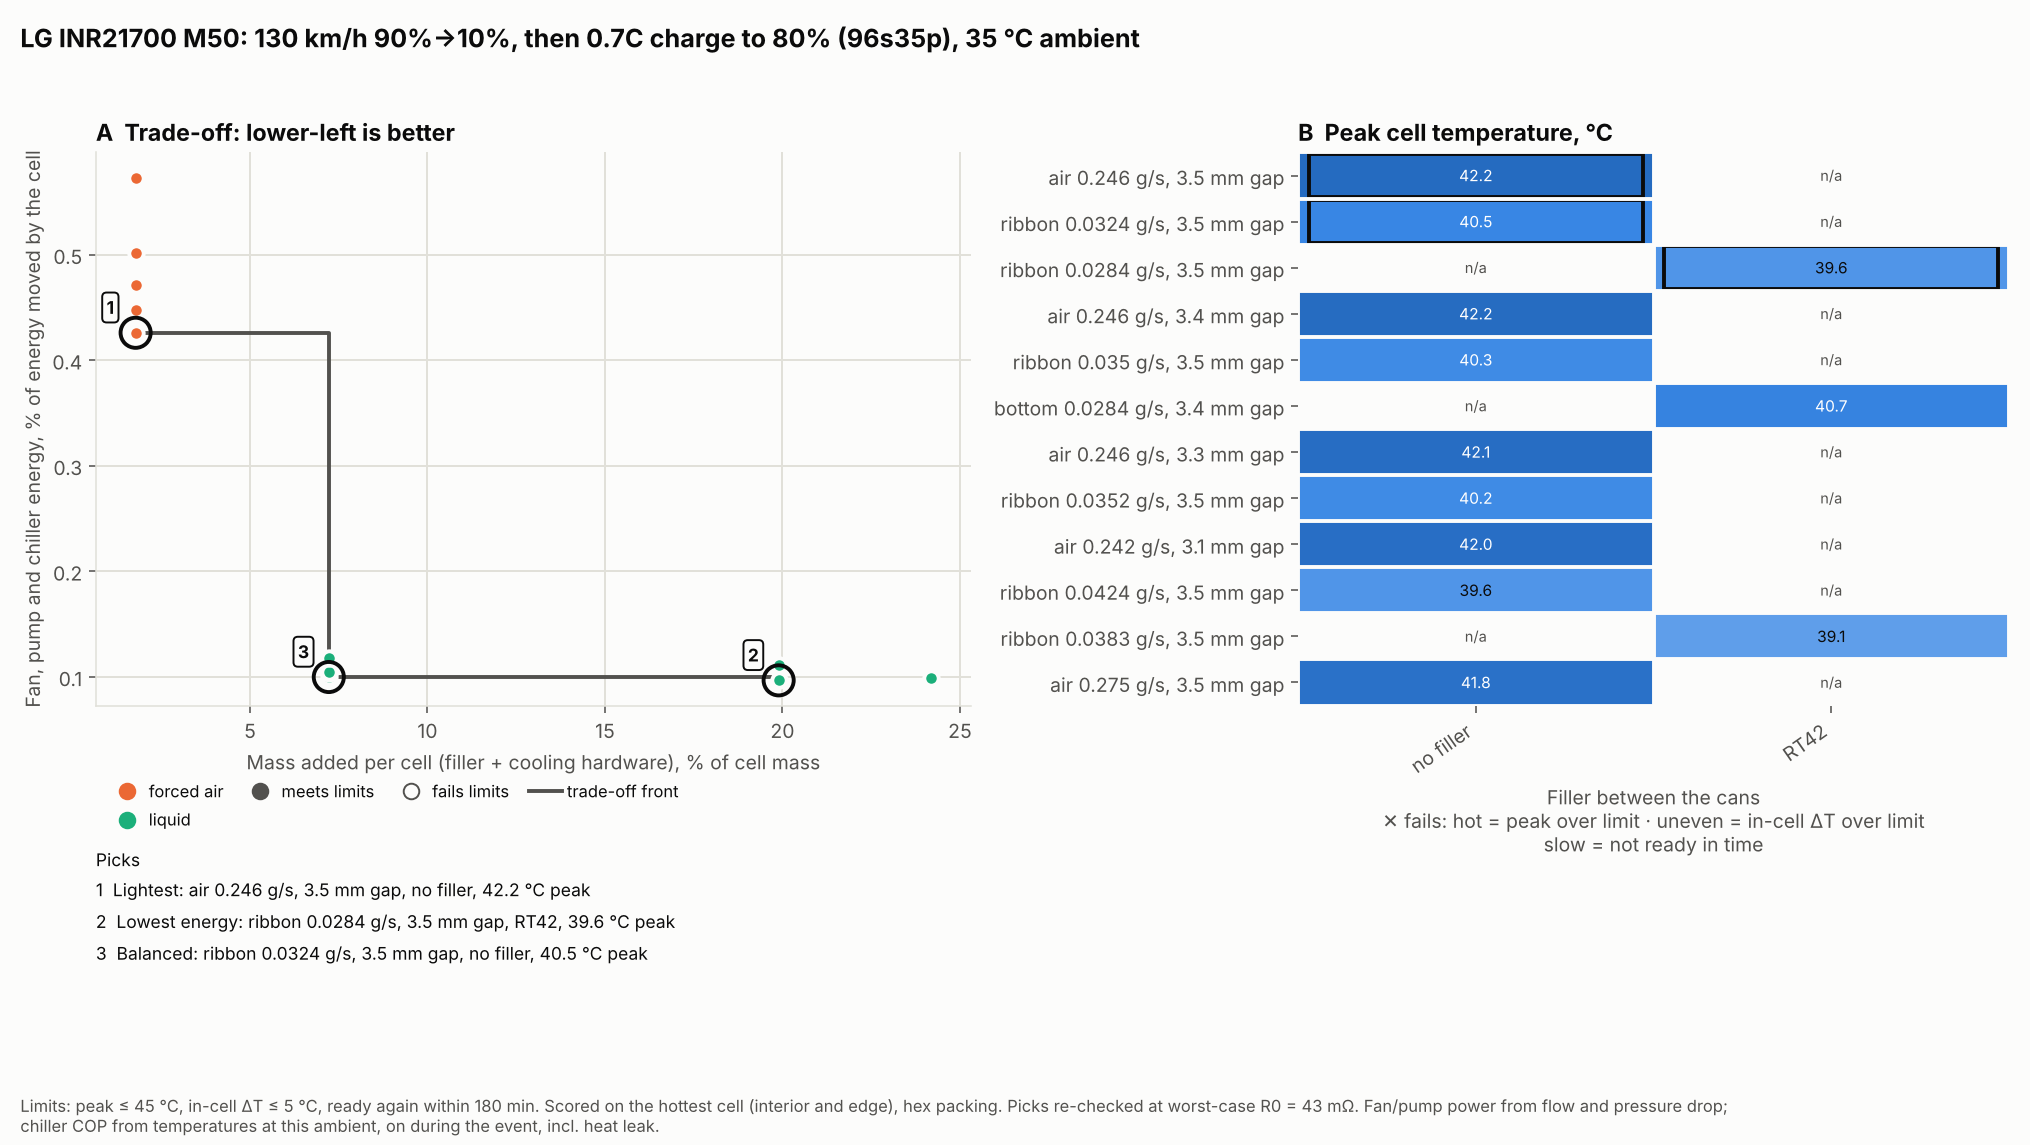 LG INR21700 M50: 130 km/h 90%→10%, then 0.7C charge to 80% (96s35p), 35 °C ambient
A Trade-off: lower-left is better
Fan, pump and chiller energy, % of energy moved by the cell
0.5
0.4
0.3
0.2
0.1
1
3
2
5
10
15
20
25
Mass added per cell (filler + cooling hardware), % of cell mass
forced air
meets limits
fails limits
trade-off front
liquid
Picks
1 Lightest: air 0.246 g/s, 3.5 mm gap, no filler, 42.2 °C peak
2 Lowest energy: ribbon 0.0284 g/s, 3.5 mm gap, RT42, 39.6 °C peak
3 Balanced: ribbon 0.0324 g/s, 3.5 mm gap, no filler, 40.5 °C peak
B Peak cell temperature, °C
air 0.246 g/s, 3.5 mm gap 42.2 n/a
ribbon 0.0324 g/s, 3.5 mm gap 40.5 n/a
ribbon 0.0284 g/s, 3.5 mm gap n/a 39.6
air 0.246 g/s, 3.4 mm gap 42.2 n/a
ribbon 0.035 g/s, 3.5 mm gap 40.3 n/a
bottom 0.0284 g/s, 3.4 mm gap n/a 40.7
air 0.246 g/s, 3.3 mm gap 42.1 n/a
ribbon 0.0352 g/s, 3.5 mm gap 40.2 n/a
air 0.242 g/s, 3.1 mm gap 42.0 n/a
ribbon 0.0424 g/s, 3.5 mm gap 39.6 n/a
ribbon 0.0383 g/s, 3.5 mm gap n/a 39.1
air 0.275 g/s, 3.5 mm gap 41.8 n/a
no filler
RT42
Filler between the cans
✕ fails: hot = peak over limit · uneven = in-cell ΔT over limit
slow = not ready in time
Limits: peak ≤ 45 °C, in-cell ΔT ≤ 5 °C, ready again within 180 min. Scored on the hottest cell (interior and edge), hex packing. Picks re-checked at worst-case R0 = 43 mΩ. Fan/pump power from flow and pressure drop;
chiller COP from temperatures at this ambient, on during the event, incl. heat leak.